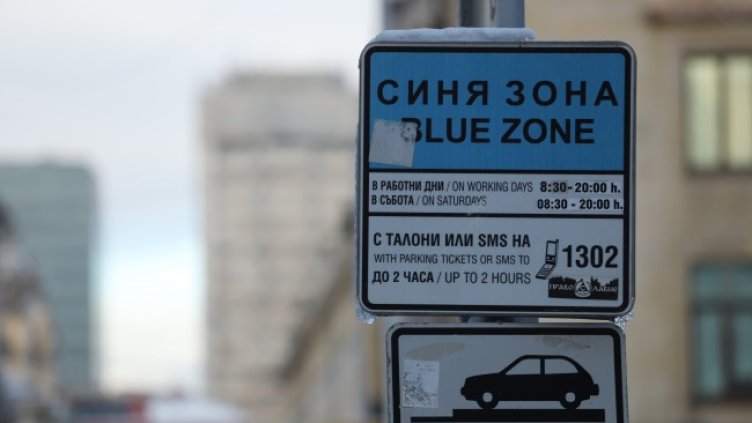 СИНЯ ЗОНА
BLUE ZONE
В РАБОТНИ ДНИ / ON WORKING DAYS 8:30-20:00 h.
В СЪБОТА / ON SATURDAYS 08:30 - 20:00 h.
С ТАЛОНИ ИЛИ SMS НА
WITH PARKING TICKETS OR SMS TO
1302
ДО 2 ЧАСА / UP TO 2 HOURS